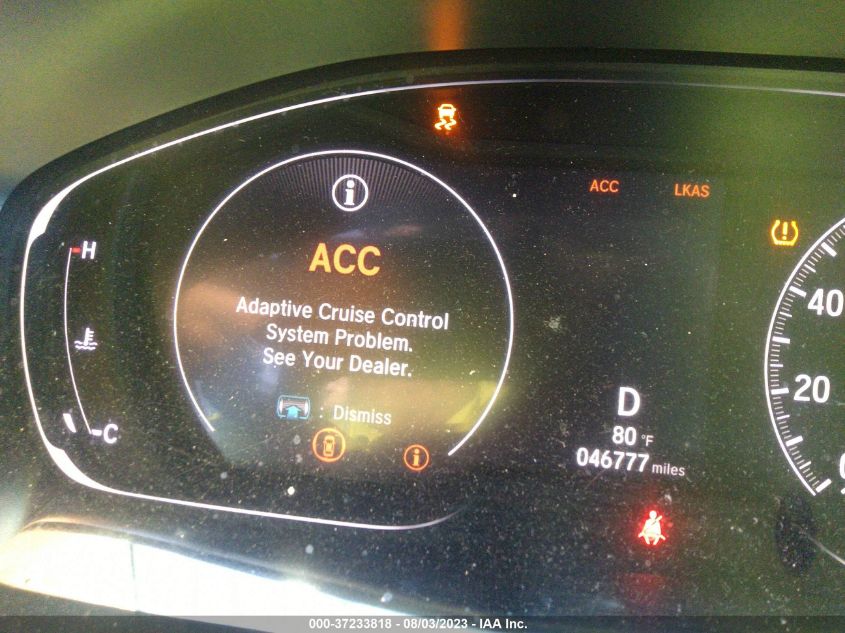 ACC LKAS
H
ACC
Adaptive Cruise Control
System Problem.
See Your Dealer.
: Dismiss
C
40
20
0
D
80 °F
046777 miles
000-37233818 - 08/03/2023 - IAA Inc.